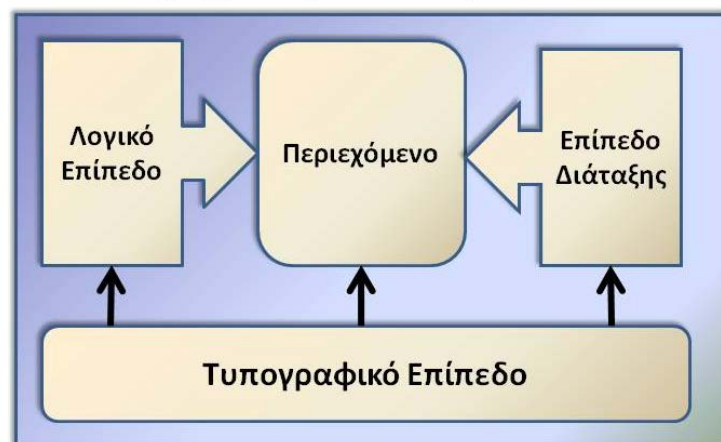 Λογικό
Επίπεδο
Περιεχόμενο
Επίπεδο
Διάταξης
Τυπογραφικό Επίπεδο